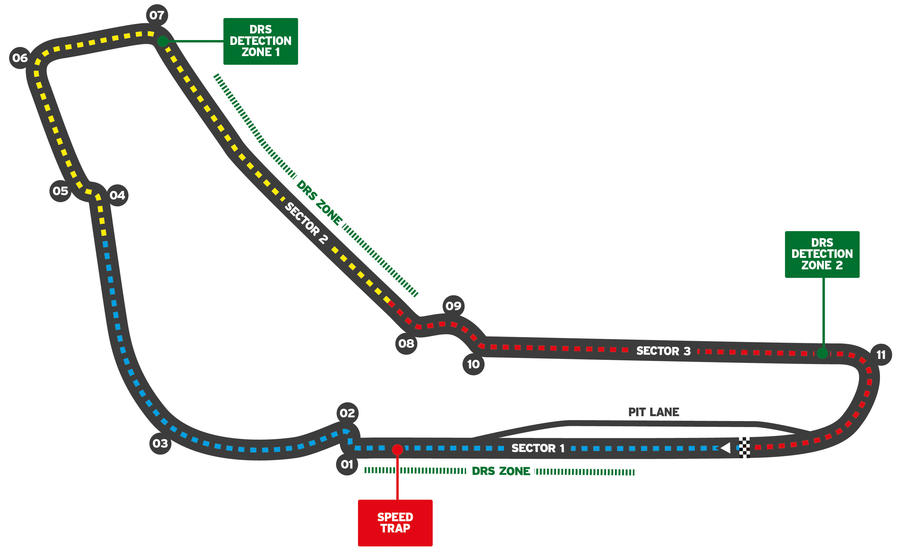 07
DRS
DETECTION
ZONE 1
06
DRS ZONE
05
04
SECTOR 2
DRS
DETECTION
ZONE 2
09
08
10
SECTOR 3
11
02
PIT LANE
03
SECTOR 1
01
DRS ZONE
SPEED
TRAP